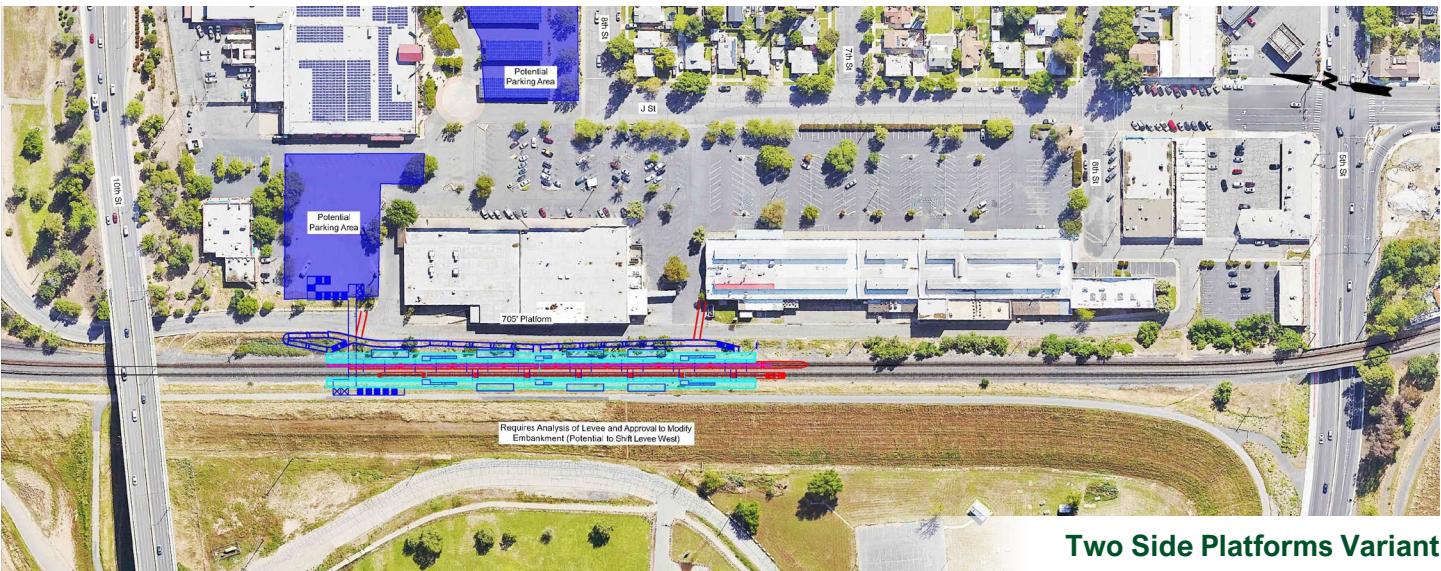 Potential
Parking Area
8th St
7th St
J St
10th St
6th St
5th St
Potential
Parking Area
705' Platform
Requires Analysis of Levee and Approval to Modify
Embankment (Potential to Shift Levee West)
Two Side Platforms Variant